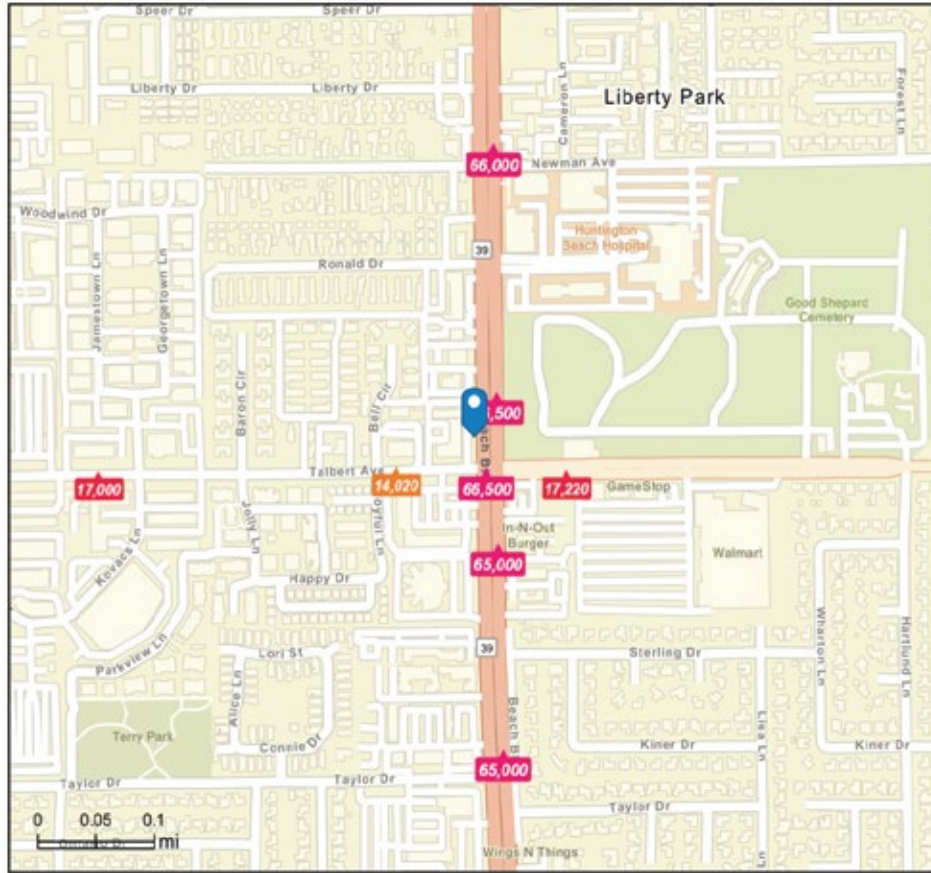 Speer Dr
Speer Dr
Liberty Dr
Liberty Dr
Cameron Ln
Liberty Park
Forest Ln
66,000
Newman Ave
Woodwind Dr
Jamestown Ln
Georgetown Ln
Ronald Dr
39
Huntington
Beach Hospital
Good Shepard
Cemetery
Baron Cir
Bell Cir
,500
Talbert Ave
17,000
14,020
66,500
17,220
GameStop
Jolly Ln
Kovacs Ln
In-N-Out
Burger
Walmart
65,000
Happy Dr
Wharton Ln
Hartlund Ln
Parkview Ln
Lori St
39
Sterling Dr
Alice Ln
Terry Park
Connie Dr
Beach B
Lisa Ln
Kiner Dr
Kiner Dr
65,000
Taylor Dr
Taylor Dr
Taylor Dr
0 0.05 0.1
mi
Wings N Things
Ln